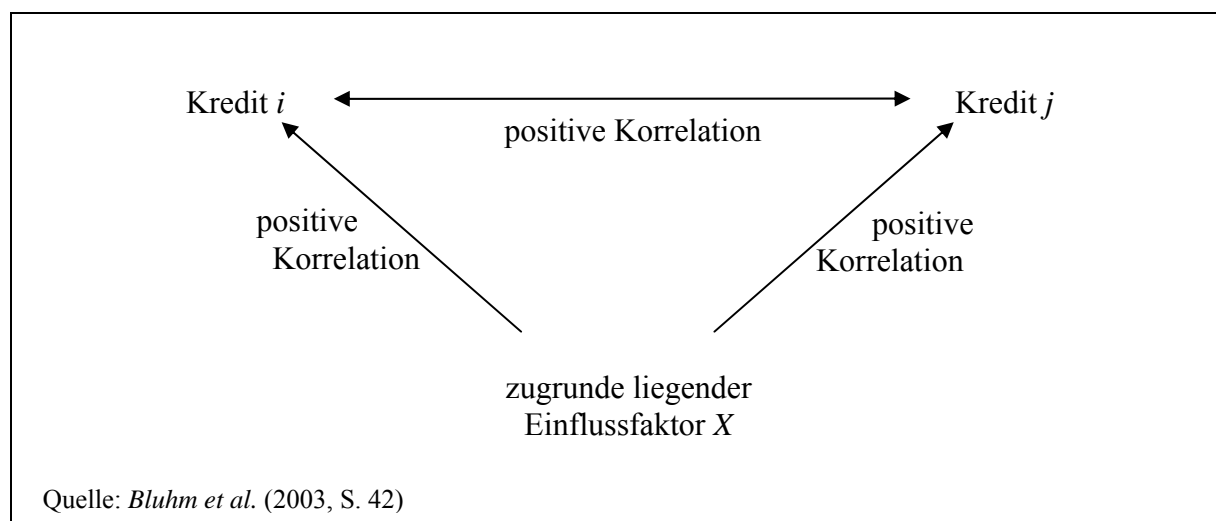 Kredit i
Kredit j
positive Korrelation
positive
Korrelation
positive
Korrelation
zugrunde liegender
Einflussfaktor X
Quelle: Bluhm et al. (2003, S. 42)